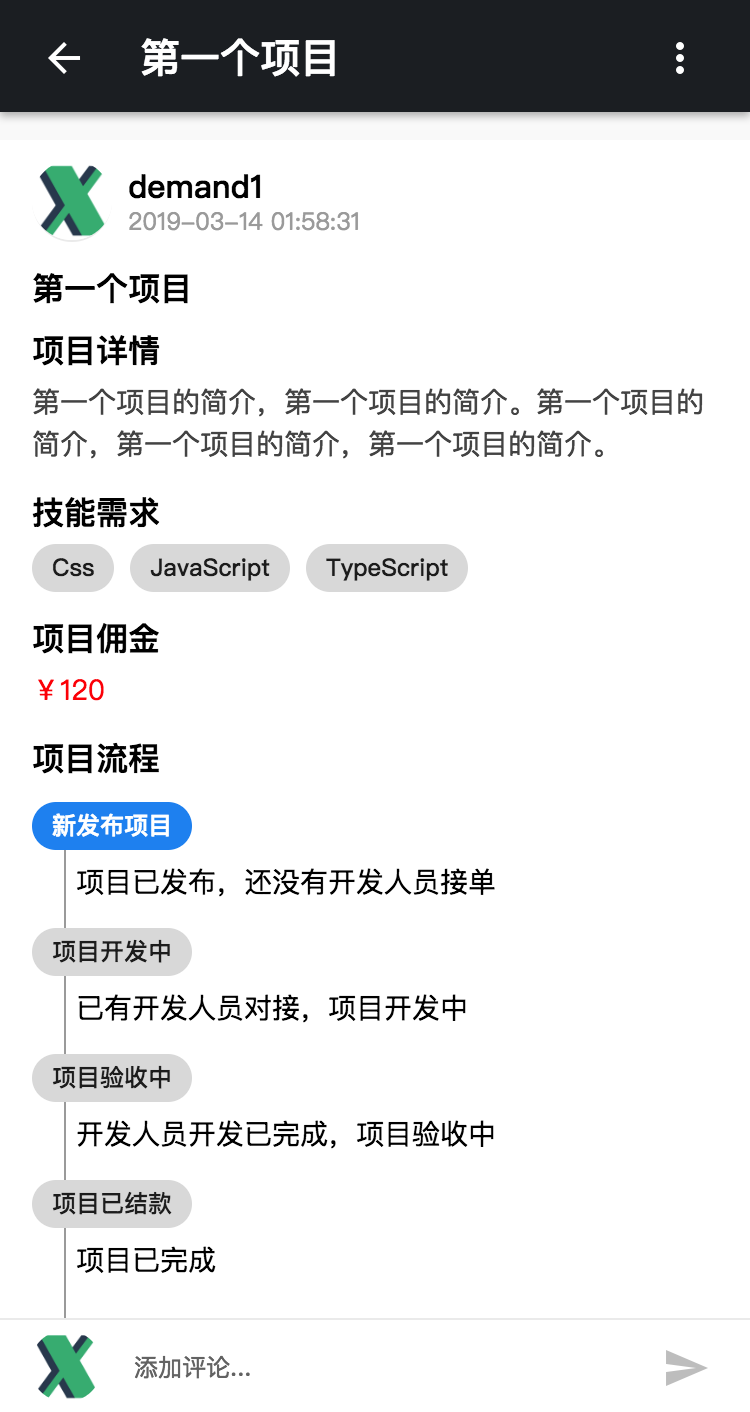 第一个项目
demand1
2019-03-14 01:58:31
第一个项目
项目详情
第一个项目的简介，第一个项目的简介。第一个项目的
简介，第一个项目的简介，第一个项目的简介。
技能需求
Css JavaScript TypeScript
项目佣金
￥120
项目流程
新发布项目
项目已发布，还没有开发人员接单
项目开发中
已有开发人员对接，项目开发中
项目验收中
开发人员开发已完成，项目验收中
项目已结款
项目已完成
添加评论...